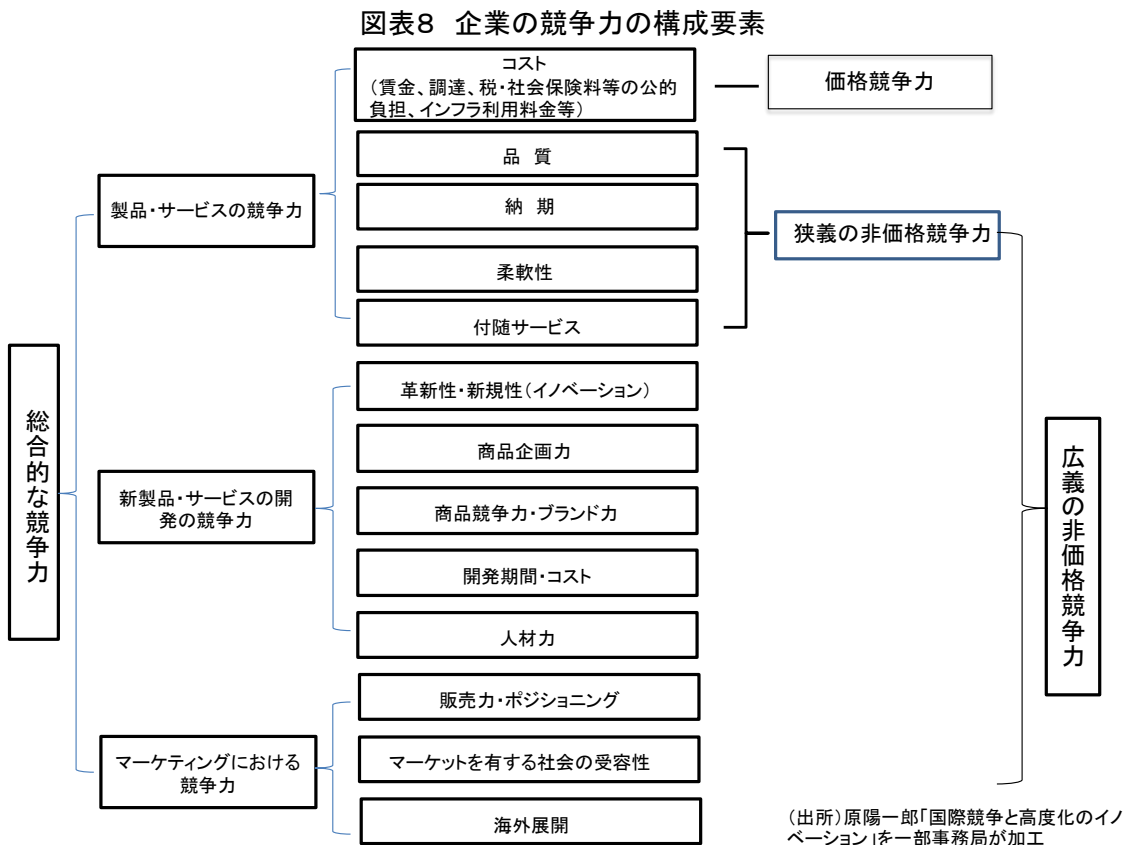 図表8 企業の競争力の構成要素
コスト
(賃金、調達、税・社会保険料等の公的
負担、インフラ利用料金等)
価格競争力
品 質
製品・サービスの競争力
納 期
狭義の非価格競争力
柔軟性
付随サービス
革新性・新規性(イノベーション)
総合的な競争力
商品企画力
広義の非価格競争力
新製品・サービスの開
発の競争力
商品競争力・ブランド力
開発期間・コスト
人材力
販売力・ポジショニング
マーケティングにおける
競争力
マーケットを有する社会の受容性
海外展開
(出所)原陽一郎「国際競争と高度化のイノ
ベーション」を一部事務局が加工